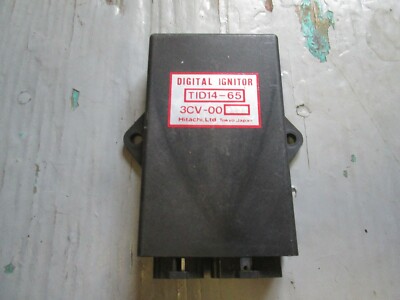 DIGITAL IGNITOR
TID14-65
3CV-00
Hitachi, Ltd Tokyo Japan